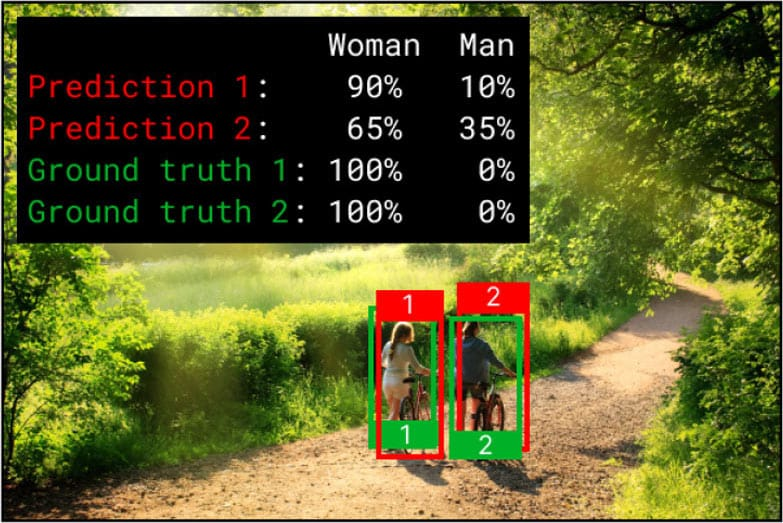 Woman Man
Prediction 1: 90% 10%
Prediction 2: 65% 35%
Ground truth 1: 100% 0%
Ground truth 2: 100% 0%
1 2
1 2